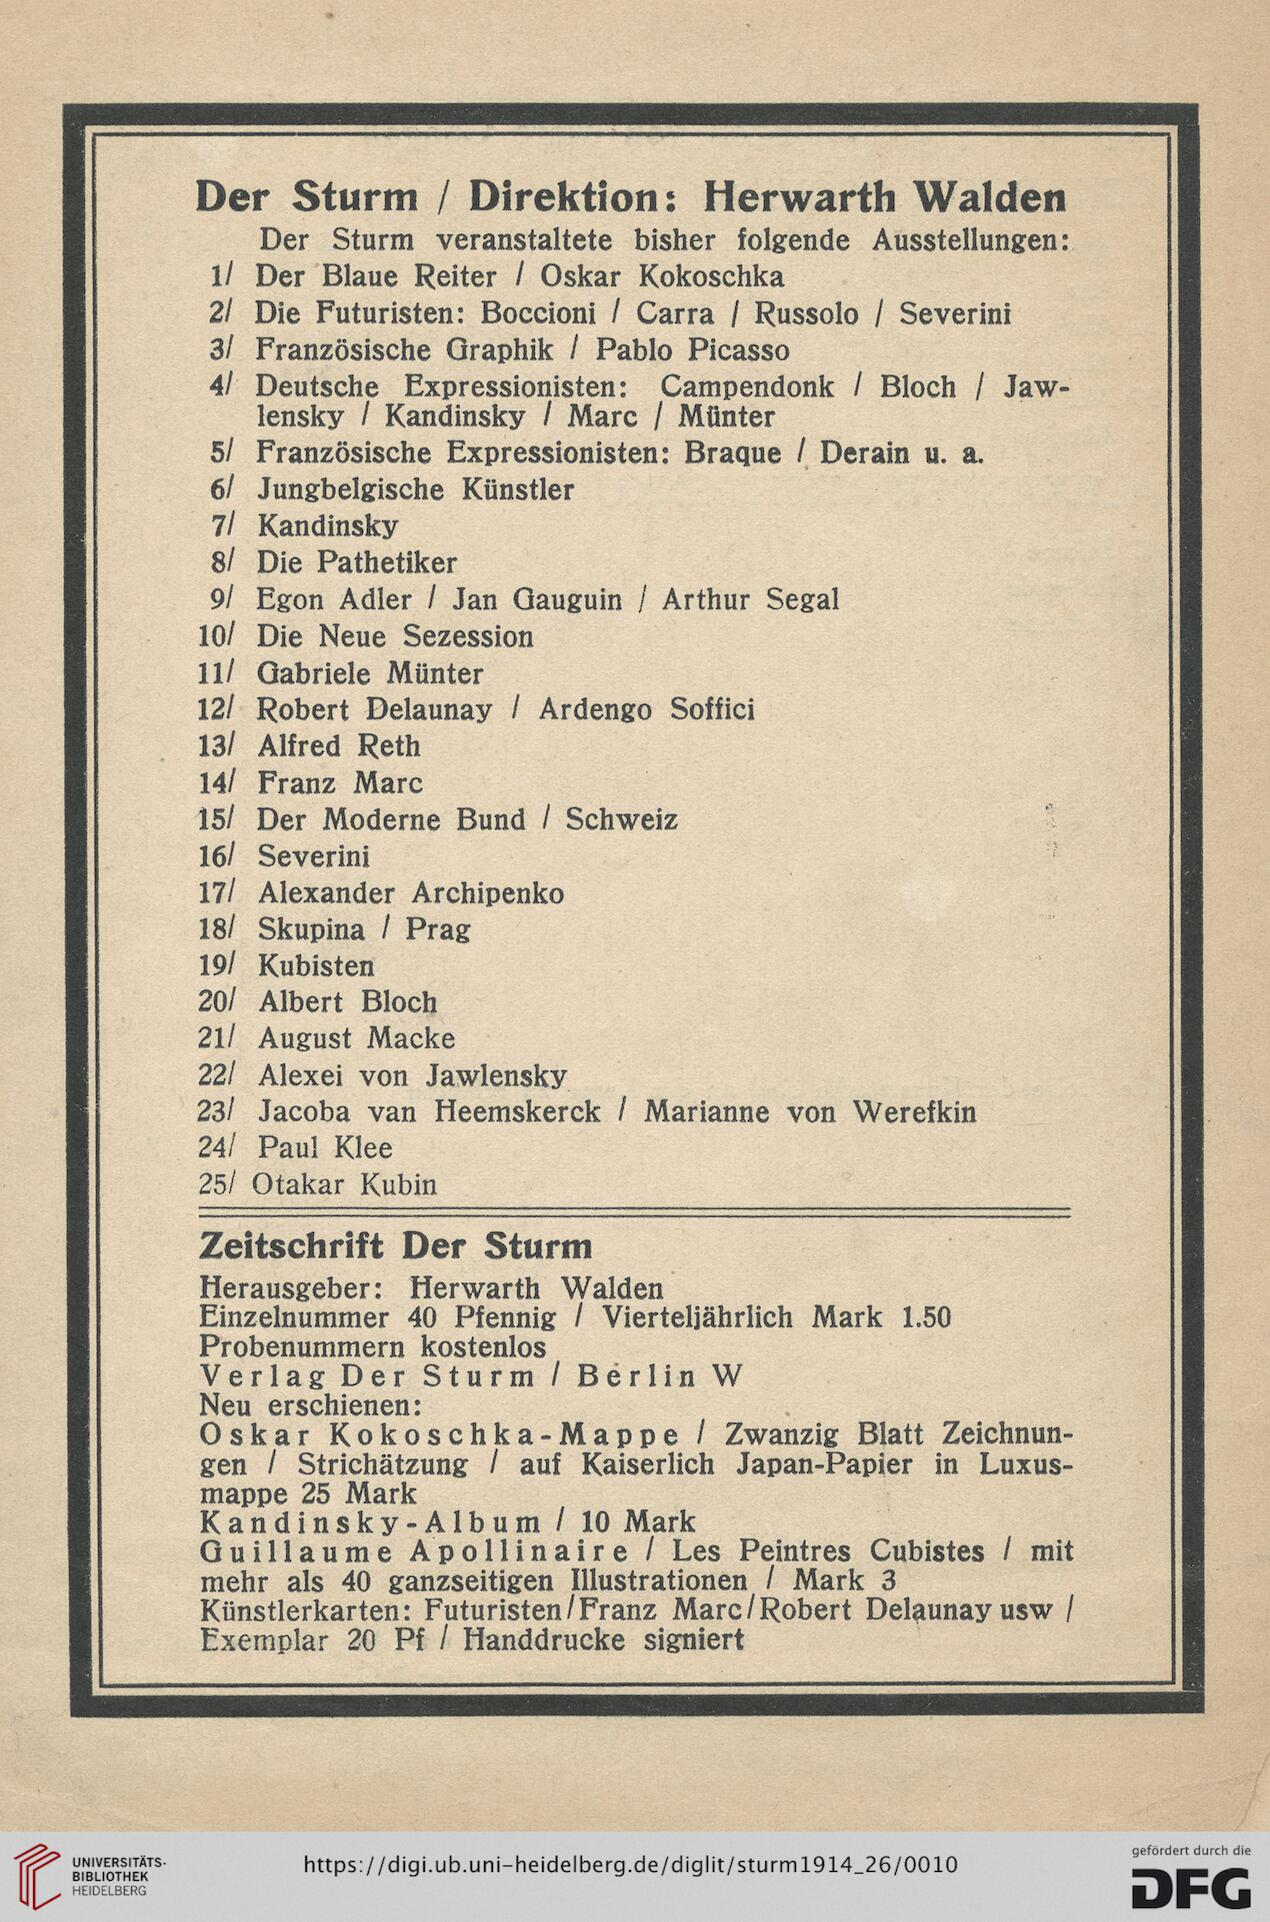 Der Sturm / Direktion: Herwarth Walden
Der Sturm veranstaltete bisher folgende Ausstellungen:
1/ Der Blaue Reiter / Oskar Kokoschka
2/ Die Futuristen: Boccioni / Carra / Russolo / Severini
3/ Französische Graphik / Pablo Picasso
4/ Deutsche Expressionisten: Campendonk / Bloch / Jaw-
lensky / Kandinsky / Marc / Münter
5/ Französische Expressionisten: Braque / Derain u. a.
6/ Jungbelgische Künstler
7/ Kandinsky
8/ Die Pathetiker
9/ Egon Adler / Jan Gauguin / Arthur Segal
10/ Die Neue Sezession
11/ Gabriele Münter
12/ Robert Delaunay / Ardengo Soffici
13/ Alfred Reth
14/ Franz Marc
15/ Der Moderne Bund / Schweiz
16/ Severini
17/ Alexander Archipenko
18/ Skupina / Prag
19/ Kubisten
20/ Albert Bloch
21/ August Macke
22/ Alexei von Jawlensky
23/ Jacoba van Heemskerck / Marianne von Werefkin
24/ Paul Klee
25/ Otakar Kubin
Zeitschrift Der Sturm
Herausgeber: Herwarth Walden
Einzelnummer 40 Pfennig / Vierteljährlich Mark 1.50
Probenummern kostenlos
Verlag Der Sturm / Berlin W
Neu erschienen:
Oskar Kokoschka-Mappe / Zwanzig Blatt Zeichnun-
gen / Strichätzung / auf Kaiserlich Japan-Papier in Luxus-
mappe 25 Mark
Kandinsky-Album / 10 Mark
Guillaume Apollinaire / Les Peintres Cubistes / mit
mehr als 40 ganzseitigen Illustrationen / Mark 3
Künstlerkarten: Futuristen/Franz Marc/Robert Delaunay usw /
Exemplar 20 Pf / Handdrucke signiert
UNIVERSITÄTS-
BIBLIOTHEK
HEIDELBERG
https://digi.ub.uni-heidelberg.de/diglit/sturm1914_26/0010
gefördert durch die
DFG